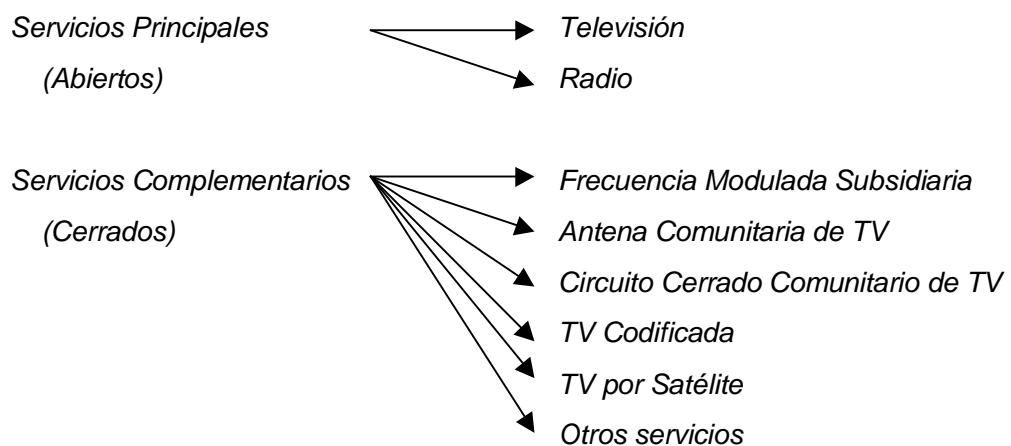 Servicios Principales Televisión
(Abiertos) Radio
Servicios Complementarios Frecuencia Modulada Subsidiaria
(Cerrados) Antena Comunitaria de TV
Circuito Cerrado Comunitario de TV
TV Codificada
TV por Satélite
Otros servicios